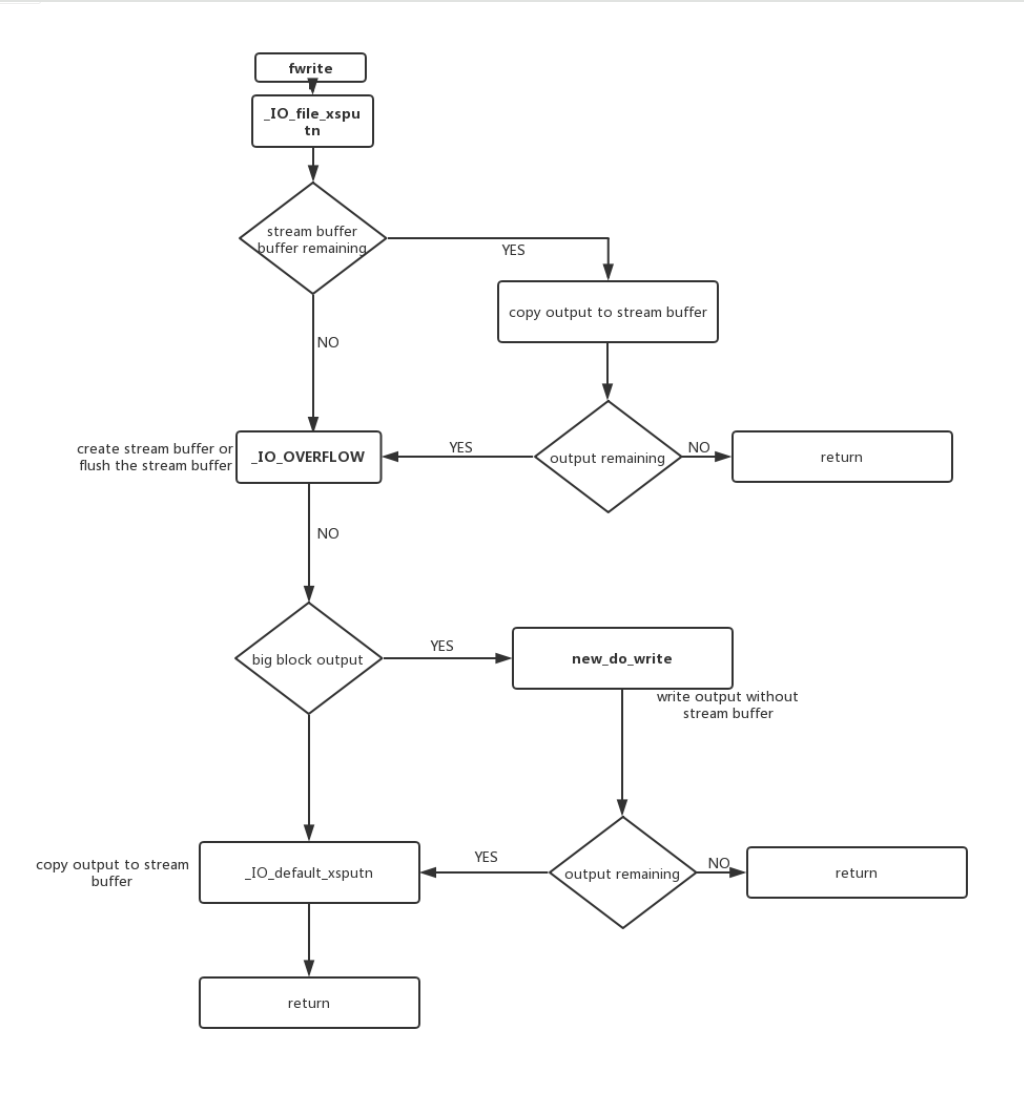 fwrite
_IO_file_xspu
tn
stream buffer
buffer remaining
YES
copy output to stream buffer
NO
create stream buffer or
flush the stream buffer
_IO_OVERFLOW
YES
output remaining
NO
return
NO
big block output
YES
new_do_write
write output without
stream buffer
copy output to stream
buffer
_IO_default_xsputn
YES
output remaining
NO
return
return